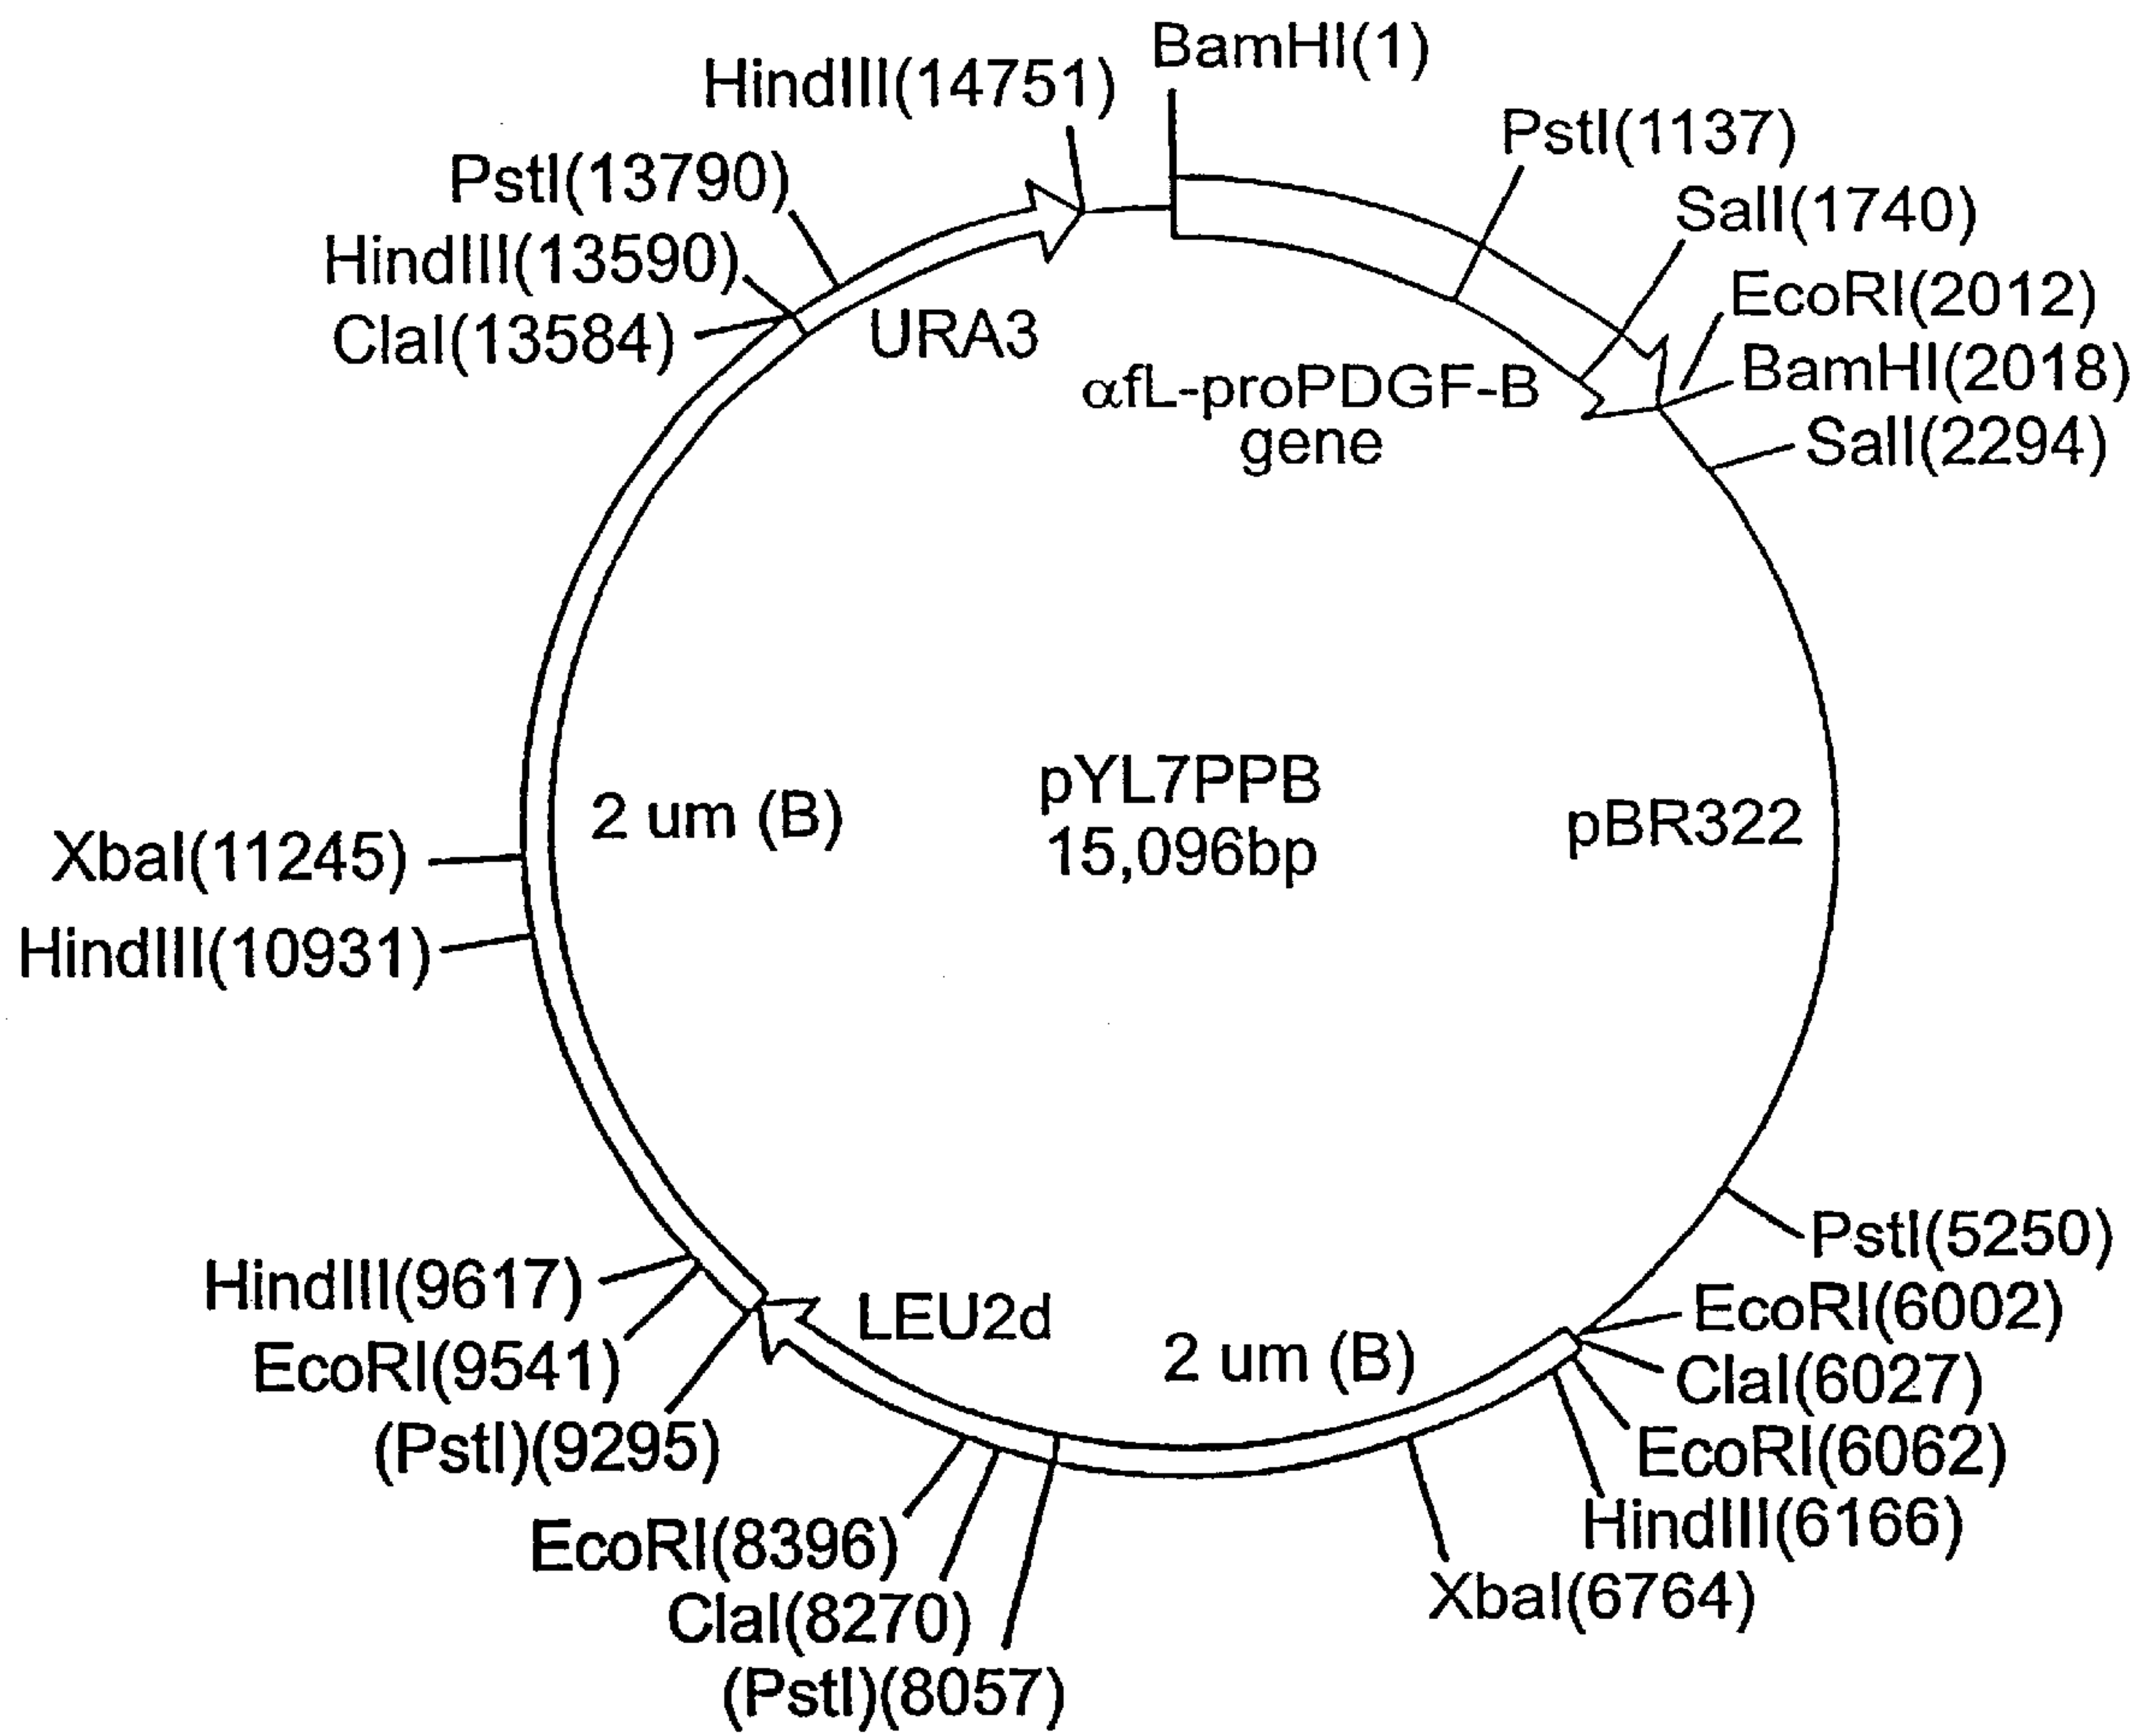 BamHI(1)
HindIII(14751)
PstI(1137)
PstI(13790)
SalI(1740)
HindIII(13590)
EcoRI(2012)
ClaI(13584)
URA3
BamHI(2018)
αfL-proPDGF-B
gene
SalI(2294)
2 um (B)
pYL7PPB
15,096bp
pBR322
XbaI(11245)
HindIII(10931)
PstI(5250)
HindIII(9617)
LEU2d
EcoRI(6002)
EcoRI(9541)
2 um (B)
ClaI(6027)
(PstI)(9295)
EcoRI(6062)
EcoRI(8396)
HindIII(6166)
ClaI(8270)
XbaI(6764)
(PstI)(8057)